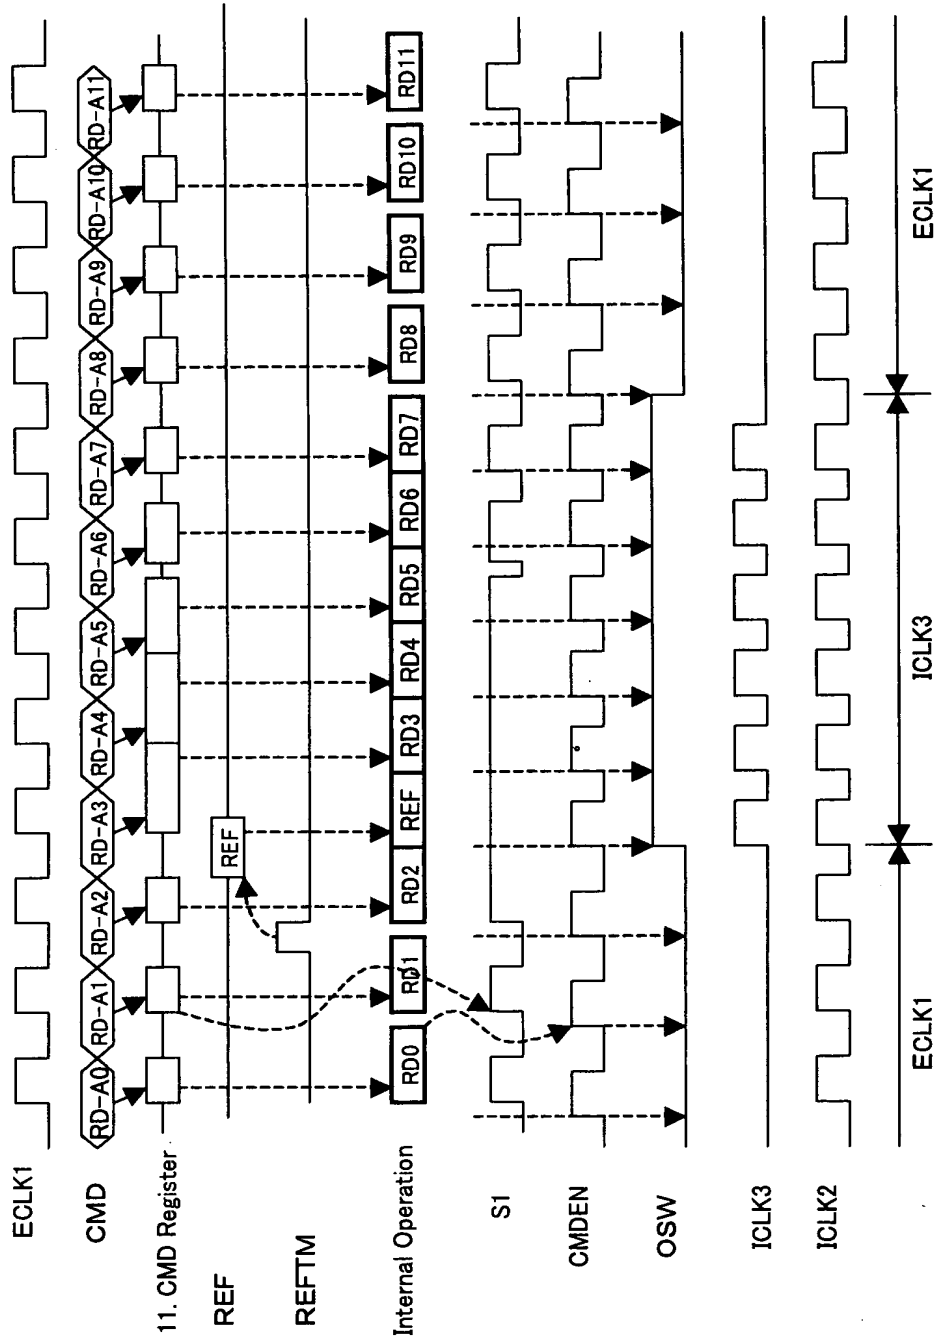 ECLK1
CMD
RD-A0
RD-A1
RD-A2
RD-A3
RD-A4
RD-A5
RD-A6
RD-A7
RD-A8
RD-A9
RD-A10
RD-A11
11. CMD Register
REF
REF
REFTM
Internal Operation
RD0
RD1
RD2
REF
RD3
RD4
RD5
RD6
RD7
RD8
RD9
RD10
RD11
S1
CMDEN
OSW
ICLK3
ICLK2
ECLK1
ICLK3
ECLK1